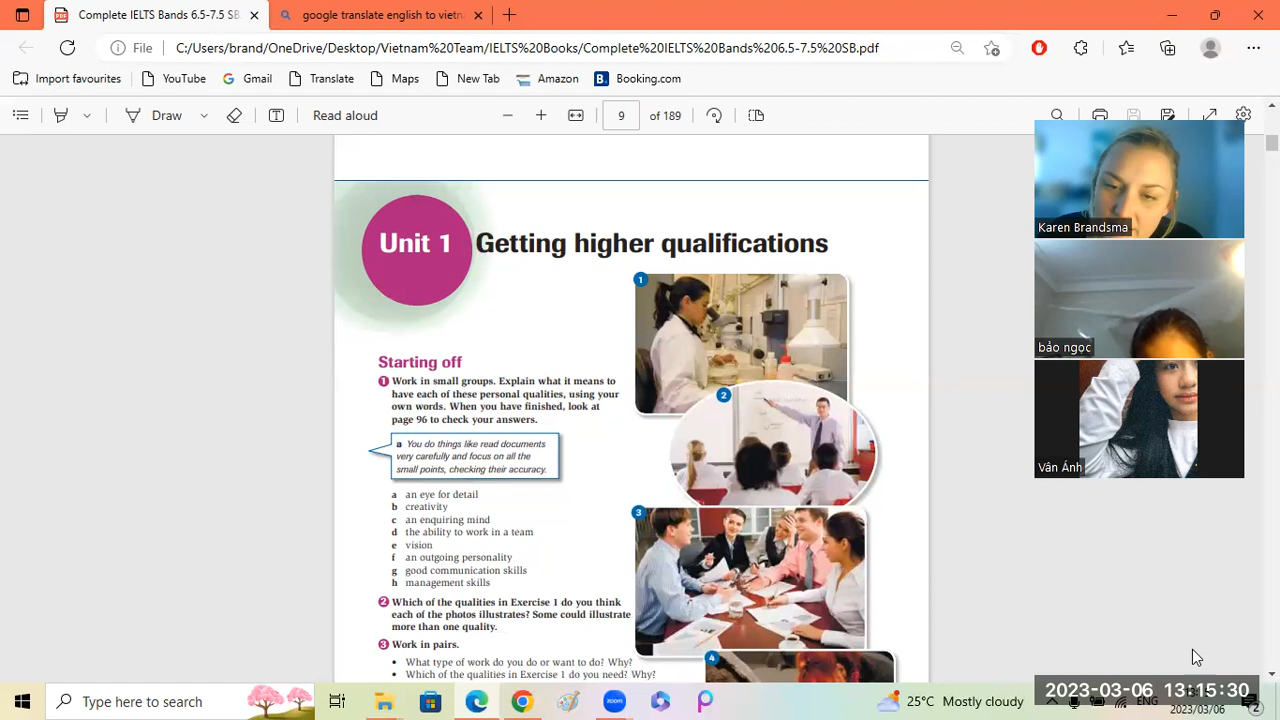 Complete IELTS Bands 6.5-7.5 SB.
google translate english to vietn
File
C:/Users/brand/OneDrive/Desktop/Vietnam%20Team/IELTS%20Books/Complete%20IELTS%20Bands%206.5-7.5%20SB.pdf
Import favourites YouTube Gmail Translate Maps New Tab Amazon Booking.com
Draw Read aloud 9 of 189
Unit 1 Getting higher qualifications
1
Starting off
1 Work in small groups. Explain what it means to
have each of these personal qualities, using your
own words. When you have finished, look at
page 96 to check your answers.
a You do things like read documents
very carefully and focus on all the
small points, checking their accuracy.
a an eye for detail
b creativity
c an enquiring mind
d the ability to work in a team
e vision
f an outgoing personality
g good communication skills
h management skills
2 Which of the qualities in Exercise 1 do you think
each of the photos illustrates? Some could illustrate
more than one quality.
3 Work in pairs.
• What type of work do you do or want to do? Why?
• Which of the qualities in Exercise 1 do you need? Why?
2
3
4
Karen Brandsma
bảo ngọc
Vân Ánh
Type here to search
zoom
25°C Mostly cloudy
ENG
2023-03-06 13:15:30
2023/03/06
2